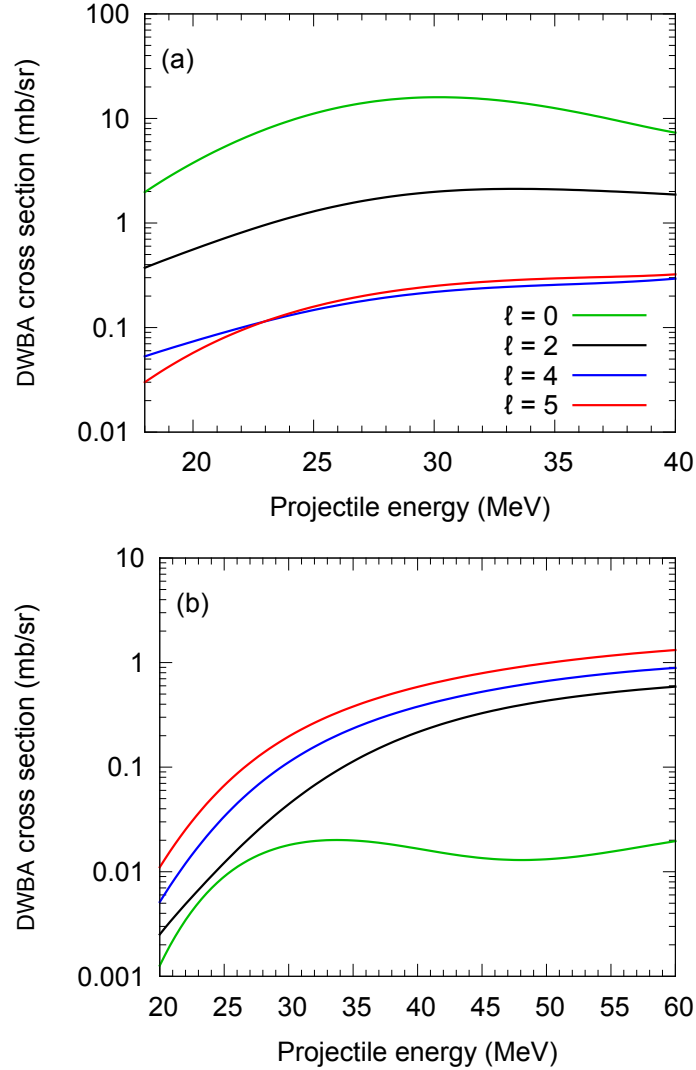 100
(a)
10
1
0.1
0.01
DWBA cross section (mb/sr)
ℓ = 0
ℓ = 2
ℓ = 4
ℓ = 5
20 25 30 35 40
Projectile energy (MeV)
10
(b)
1
0.1
0.01
0.001
DWBA cross section (mb/sr)
20 25 30 35 40 45 50 55 60
Projectile energy (MeV)